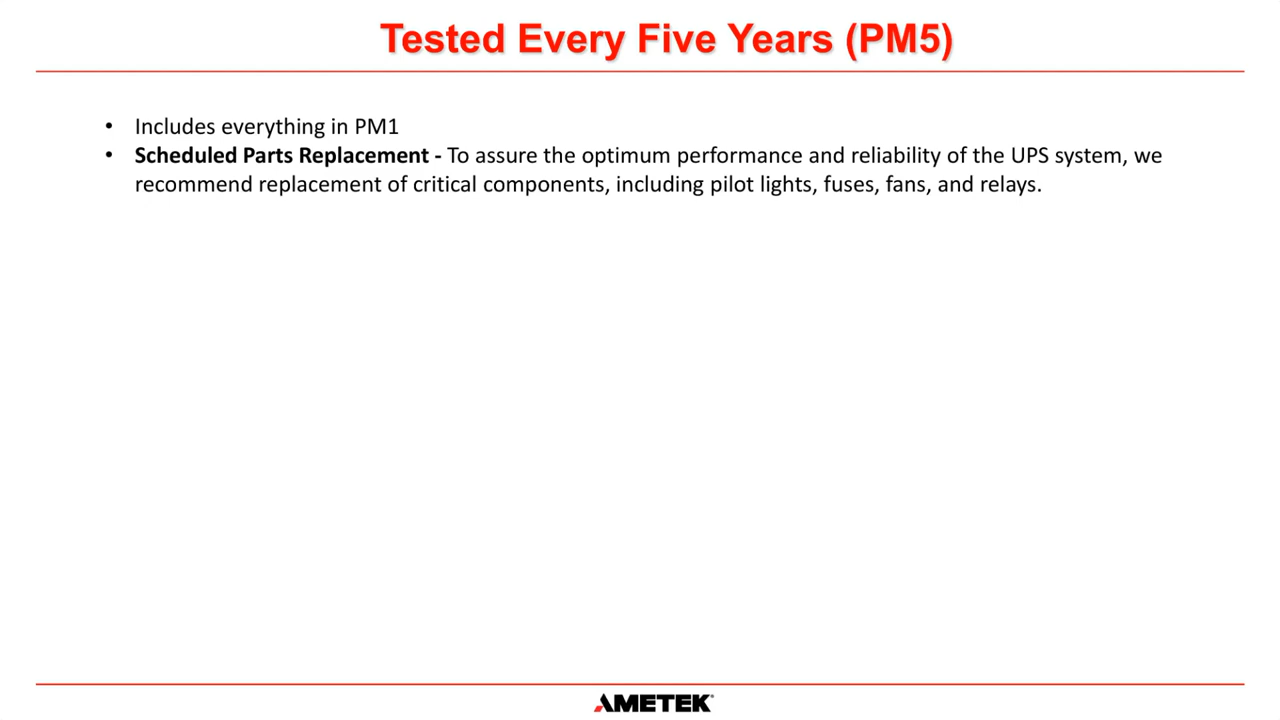 Tested Every Five Years (PM5)
• Includes everything in PM1
• Scheduled Parts Replacement - To assure the optimum performance and reliability of the UPS system, we
recommend replacement of critical components, including pilot lights, fuses, fans, and relays.
AMETEK®